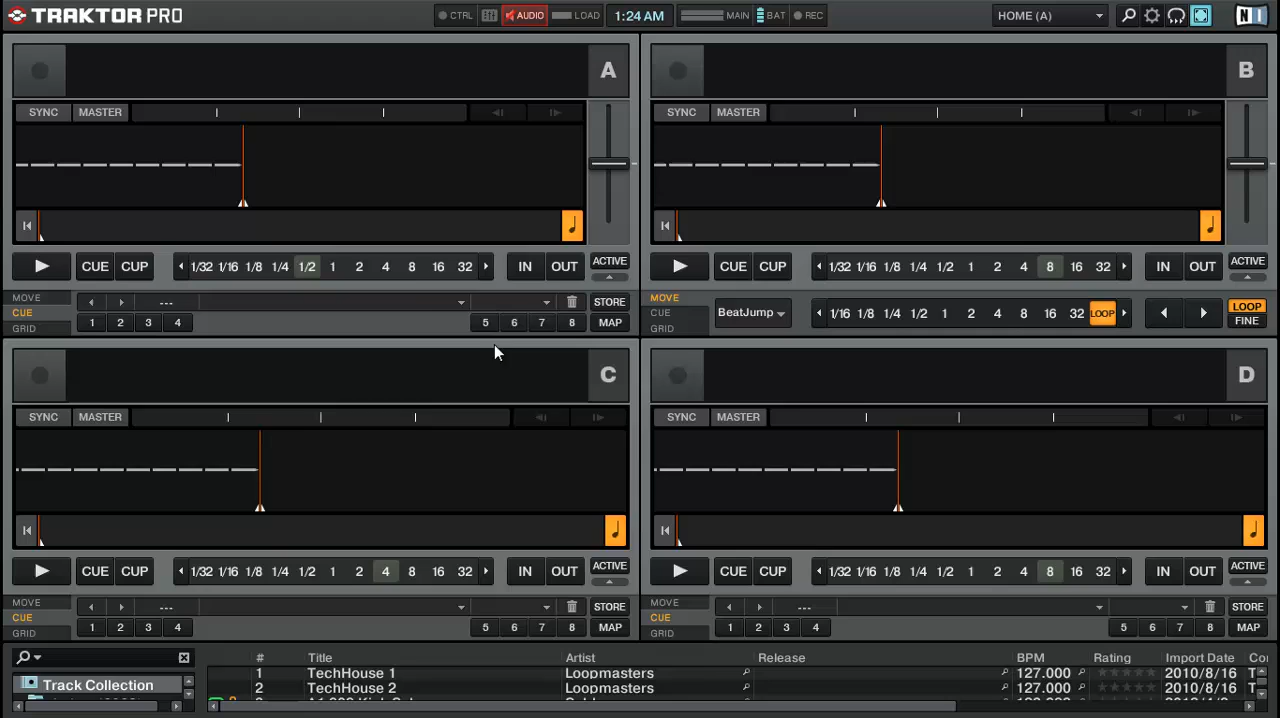 TRAKTOR PRO CTRL AUDIO LOAD 1:24 AM MAIN BAT REC HOME (A) NI
A
SYNC MASTER
CUE CUP 1/32 1/16 1/8 1/4 1/2 1 2 4 8 16 32 IN OUT ACTIVE
MOVE
CUE --- STORE
GRID 1 2 3 4 5 6 7 8 MAP
B
SYNC MASTER
CUE CUP 1/32 1/16 1/8 1/4 1/2 1 2 4 8 16 32 IN OUT ACTIVE
MOVE
CUE BeatJump 1/16 1/8 1/4 1/2 1 2 4 8 16 32 LOOP LOOP
GRID FINE
C
SYNC MASTER
CUE CUP 1/32 1/16 1/8 1/4 1/2 1 2 4 8 16 32 IN OUT ACTIVE
MOVE
CUE --- STORE
GRID 1 2 3 4 5 6 7 8 MAP
D
SYNC MASTER
CUE CUP 1/32 1/16 1/8 1/4 1/2 1 2 4 8 16 32 IN OUT ACTIVE
MOVE
CUE --- STORE
GRID 1 2 3 4 5 6 7 8 MAP
# Title Artist Release BPM Rating Import Date
Track Collection
1 TechHouse 1 Loopmasters 127.000 2010/8/16
2 TechHouse 2 Loopmasters 127.000 2010/8/16